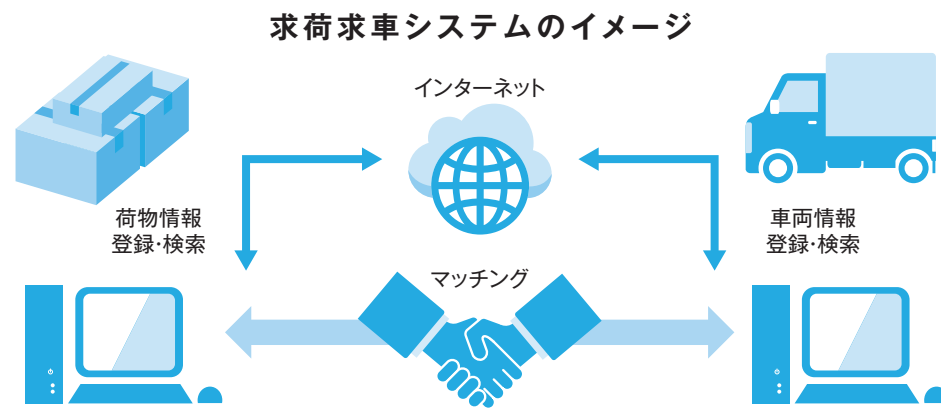 求荷求車システムのイメージ
インターネット
荷物情報
登録・検索
車両情報
登録・検索
マッチング